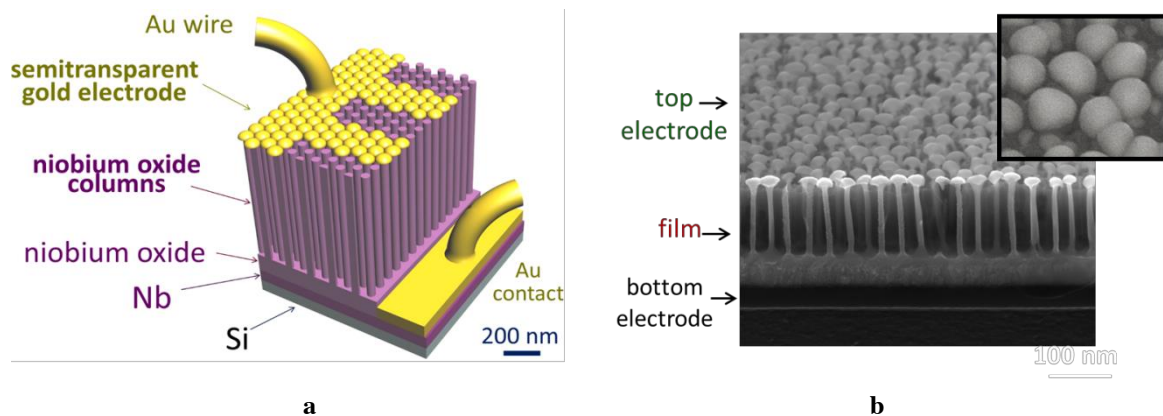 Au wire
semitransparent
gold electrode
niobium oxide
columns
niobium oxide
Nb
Si
Au
contact
200 nm
a
top
electrode
film
bottom
electrode
100 nm
b